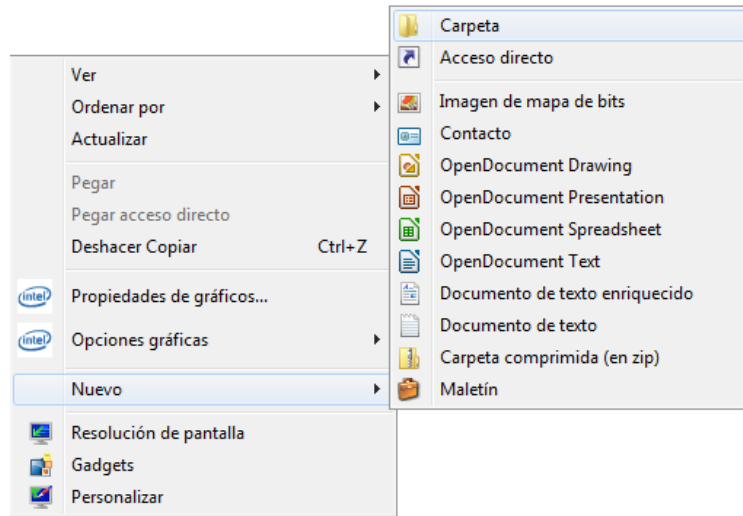 Ver
Ordenar por
Actualizar
Pegar
Pegar acceso directo
Deshacer Copiar Ctrl+Z
intel Propiedades de gráficos...
intel Opciones gráficas
Nuevo
Resolución de pantalla
Gadgets
Personalizar
Carpeta
Acceso directo
Imagen de mapa de bits
Contacto
OpenDocument Drawing
OpenDocument Presentation
OpenDocument Spreadsheet
OpenDocument Text
Documento de texto enriquecido
Documento de texto
Carpeta comprimida (en zip)
Maletín